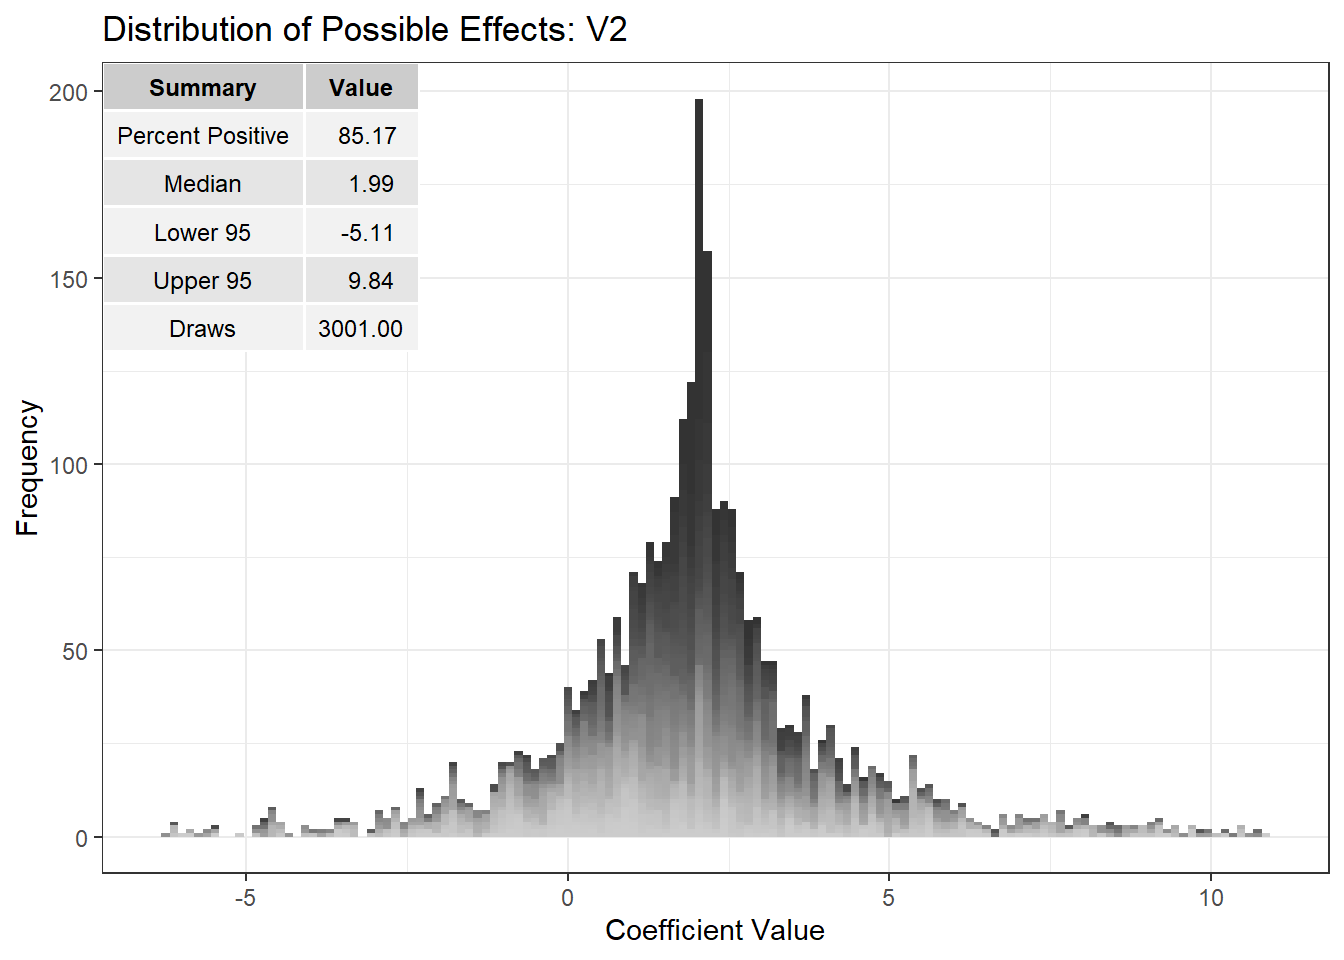 Distribution of Possible Effects: V2
Summary Value
Percent Positive 85.17
Median 1.99
Lower 95 -5.11
Upper 95 9.84
Draws 3001.00
200
150
100
50
0
Frequency
-5 0 5 10
Coefficient Value